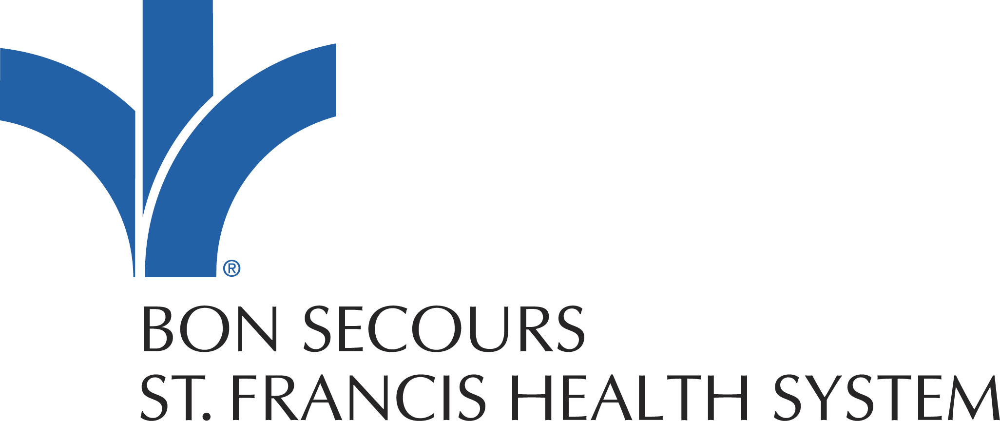 ®
BON SECOURS
ST. FRANCIS HEALTH SYSTEM